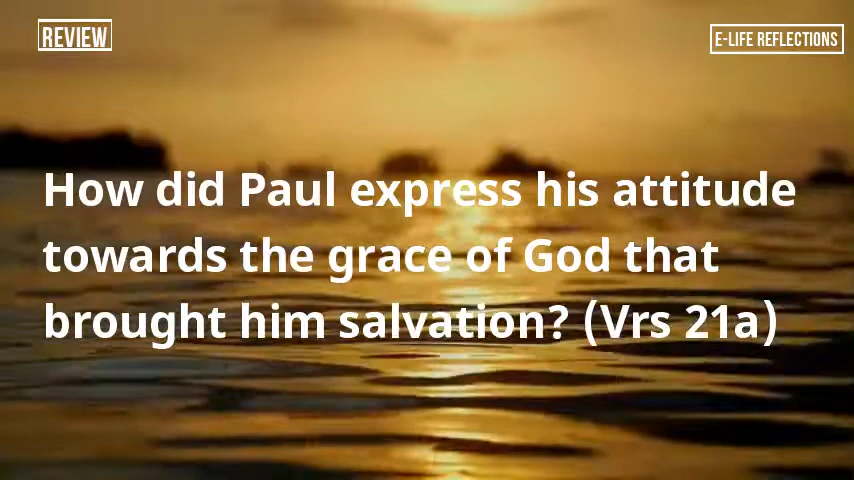 REVIEW
E-LIFE REFLECTIONS
How did Paul express his attitude
towards the grace of God that
brought him salvation? (Vrs 21a)